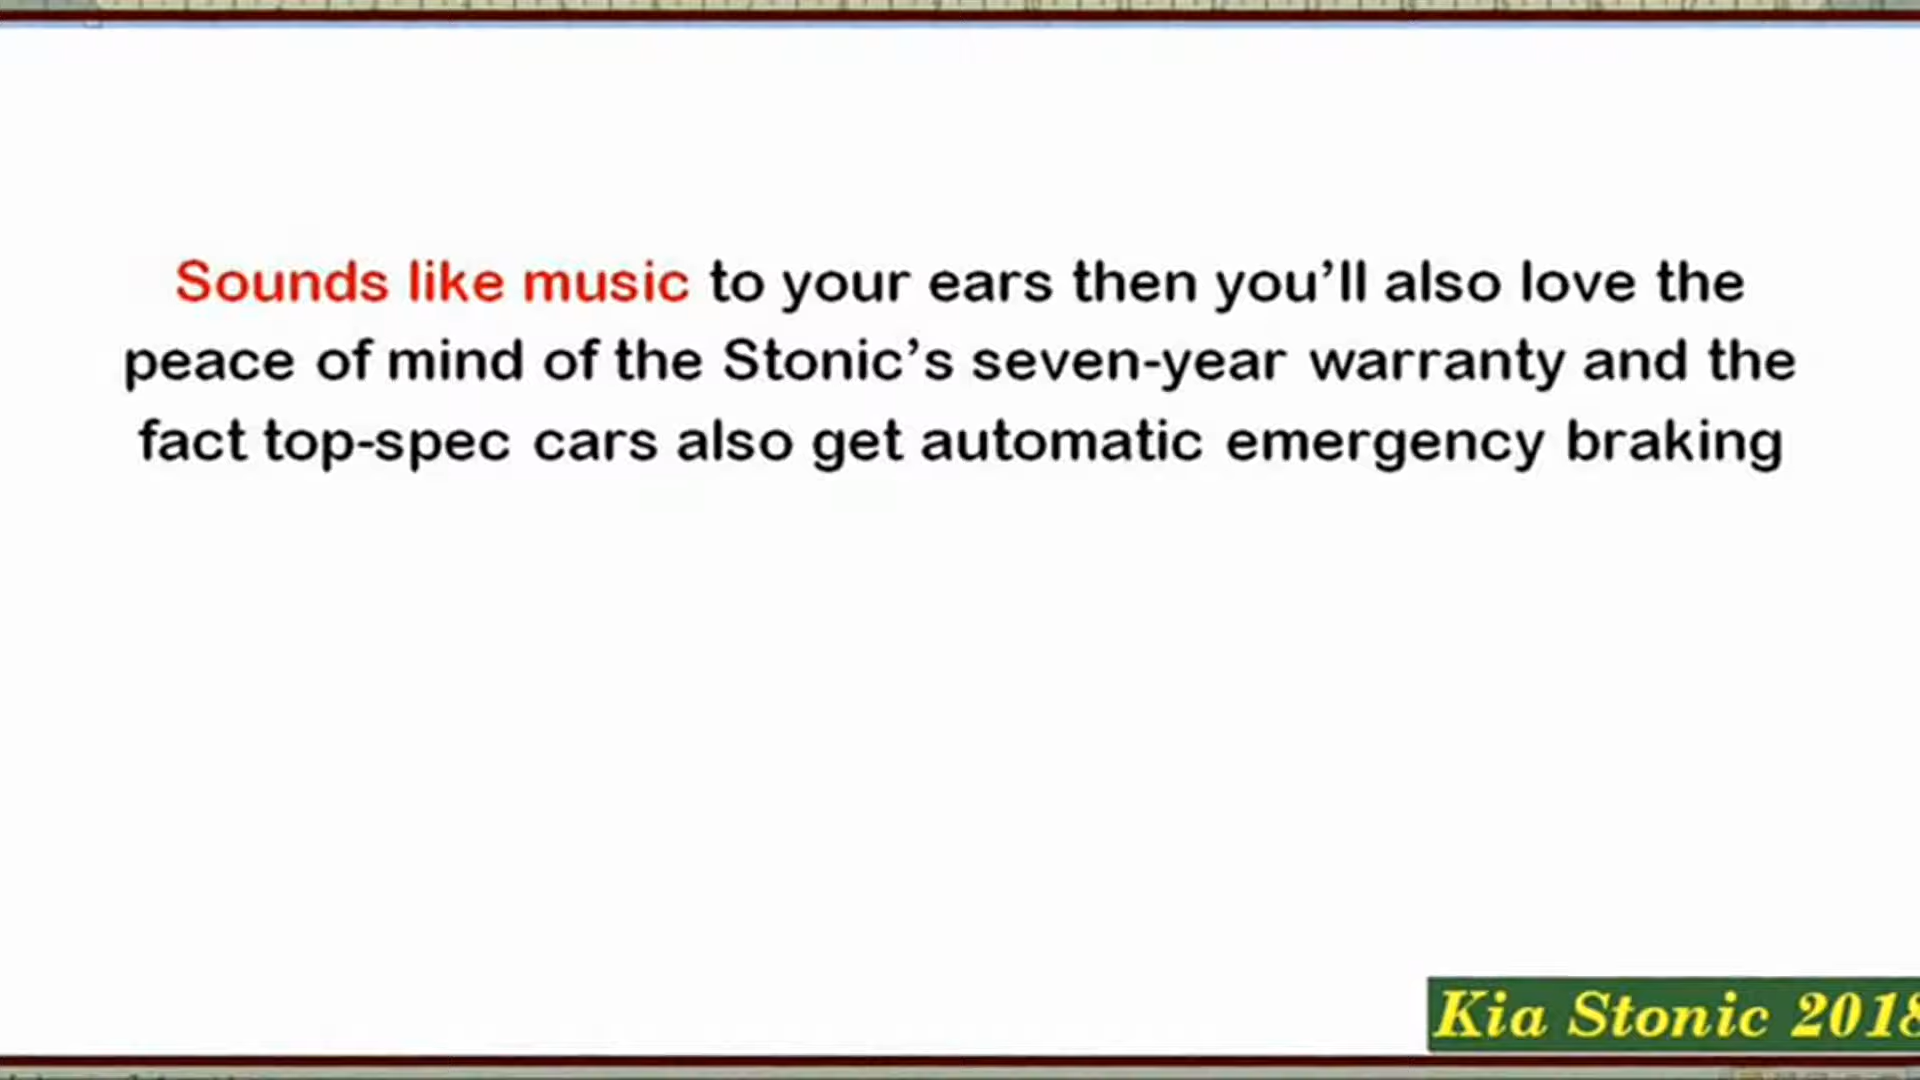 Sounds like music to your ears then you’ll also love the
peace of mind of the Stonic’s seven-year warranty and the
fact top-spec cars also get automatic emergency braking
Kia Stonic 2018